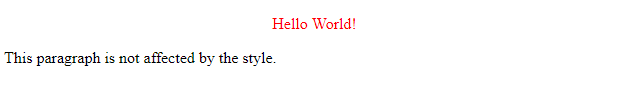 Hello World!
This paragraph is not affected by the style.